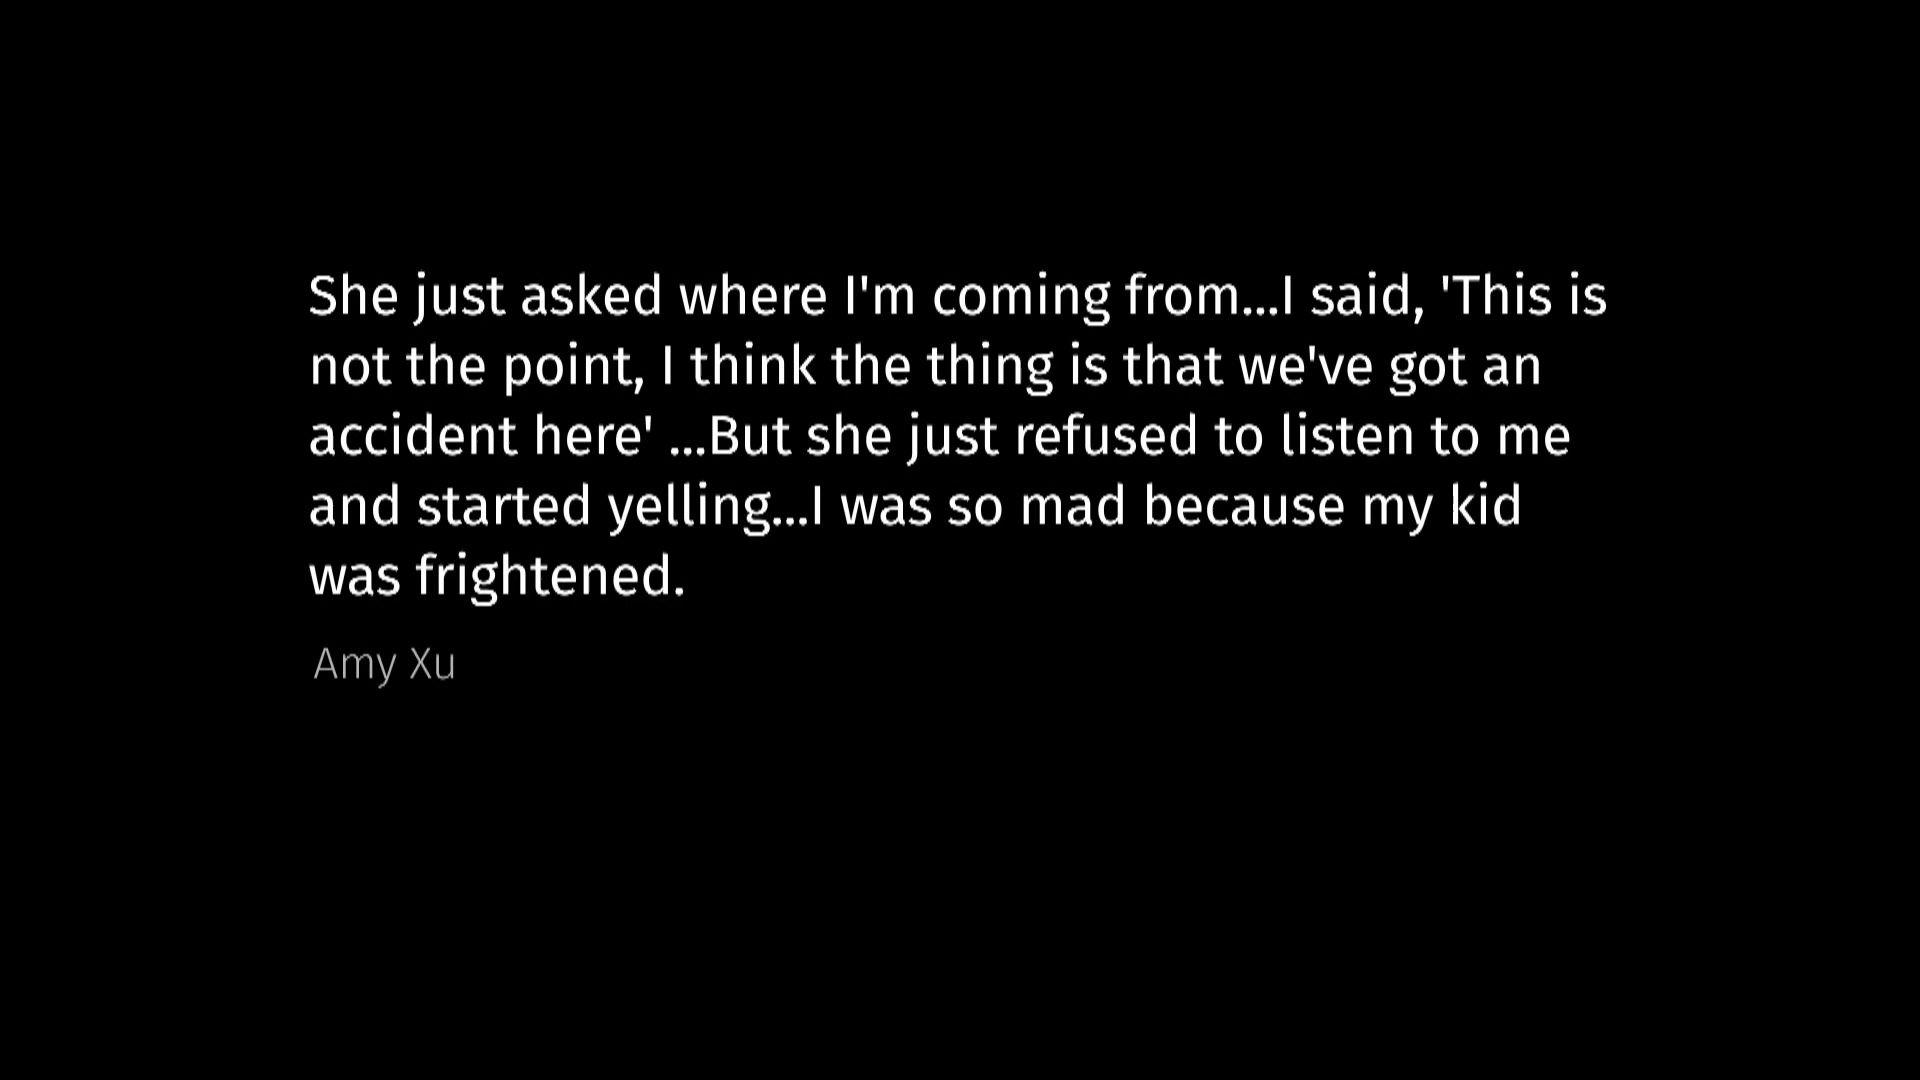 She just asked where I'm coming from...I said, 'This is
not the point, I think the thing is that we've got an
accident here' ...But she just refused to listen to me
and started yelling...I was so mad because my kid
was frightened.
Amy Xu